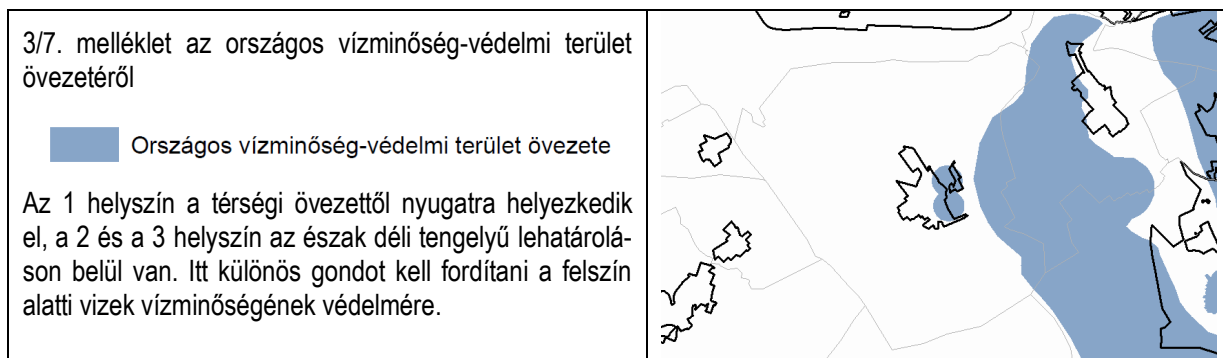 3/7. melléklet az országos vízminőség-védelmi terület
övezetéről
Országos vízminőség-védelmi terület övezete
Az 1 helyszín a térségi övezettől nyugatra helyezkedik
el, a 2 és a 3 helyszín az észak déli tengelyű lehatárolá-
son belül van. Itt különös gondot kell fordítani a felszín
alatti vizek vízminőségének védelmére.